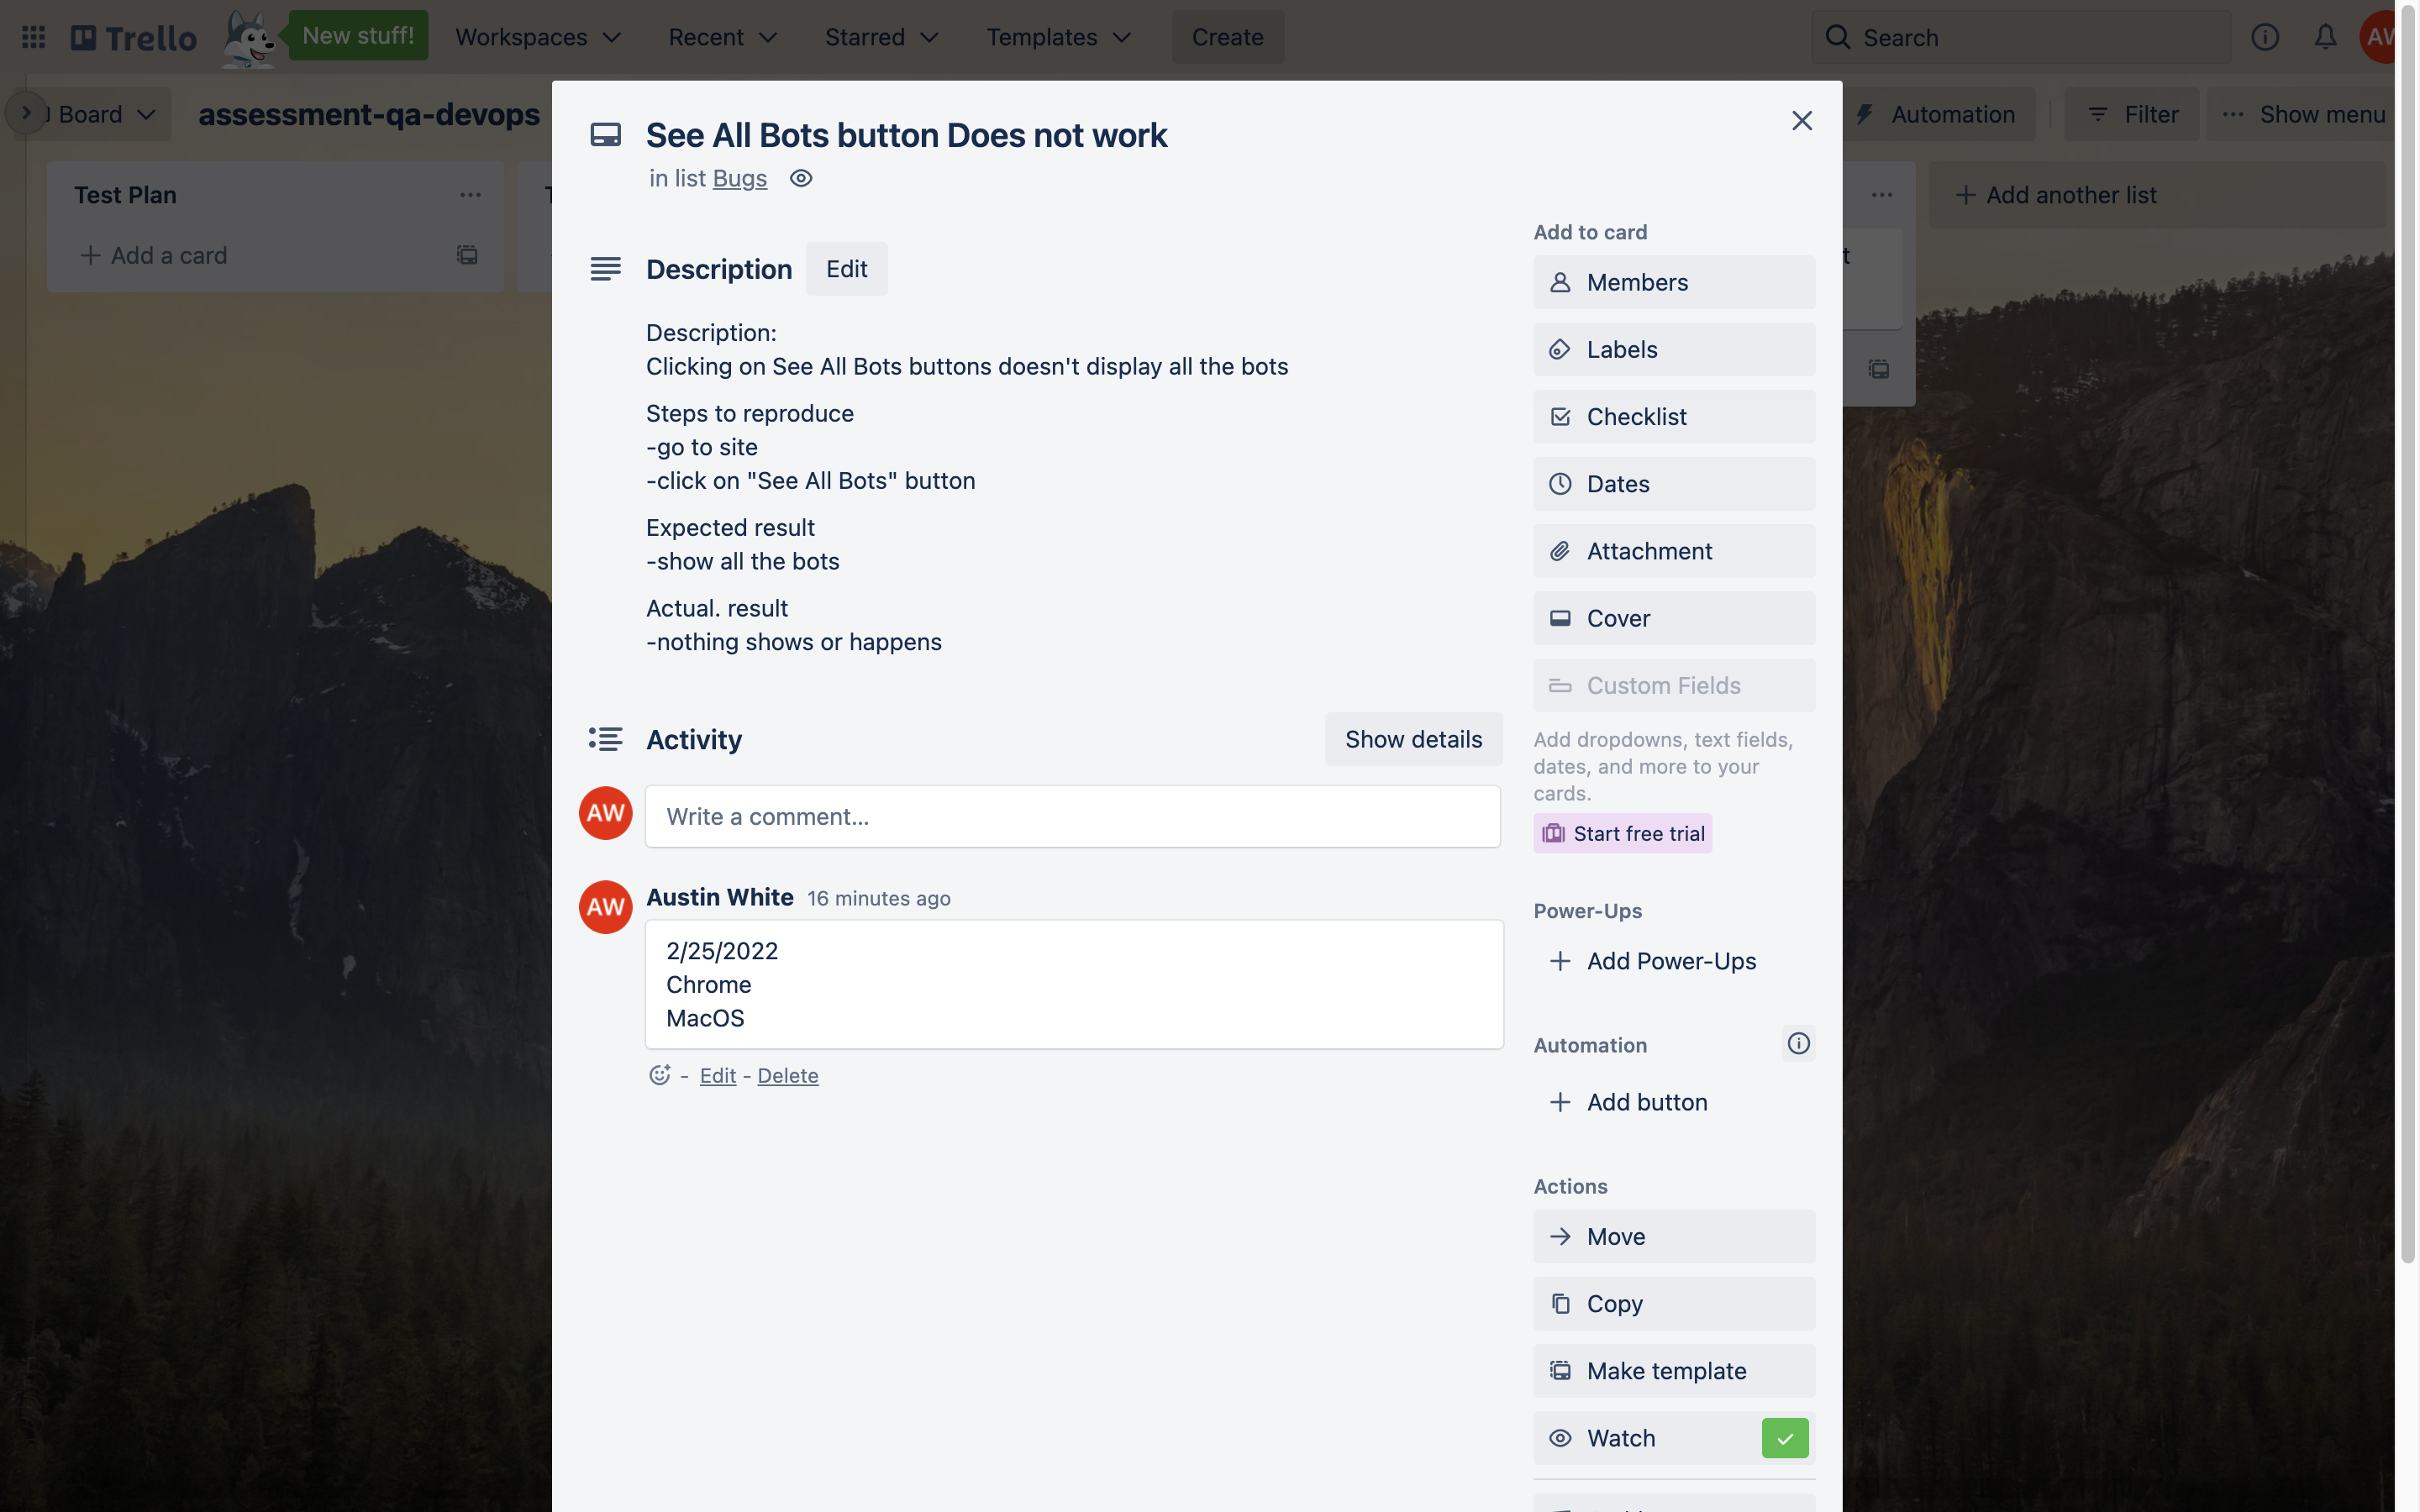 Trello
New stuff!
Workspaces
Recent
Starred
Templates
Create
Search
AW
Board
assessment-qa-devops
Automation
Filter
Show menu
Test Plan
Add a card
Add another list
See All Bots button Does not work
in list Bugs
Description
Edit
Description:
Clicking on See All Bots buttons doesn't display all the bots
Steps to reproduce
-go to site
-click on "See All Bots" button
Expected result
-show all the bots
Actual. result
-nothing shows or happens
Activity
Show details
AW
Write a comment...
AW
Austin White 16 minutes ago
2/25/2022
Chrome
MacOS
- Edit - Delete
Add to card
Members
Labels
Checklist
Dates
Attachment
Cover
Custom Fields
Add dropdowns, text fields,
dates, and more to your
cards.
Start free trial
Power-Ups
Add Power-Ups
Automation
Add button
Actions
Move
Copy
Make template
Watch